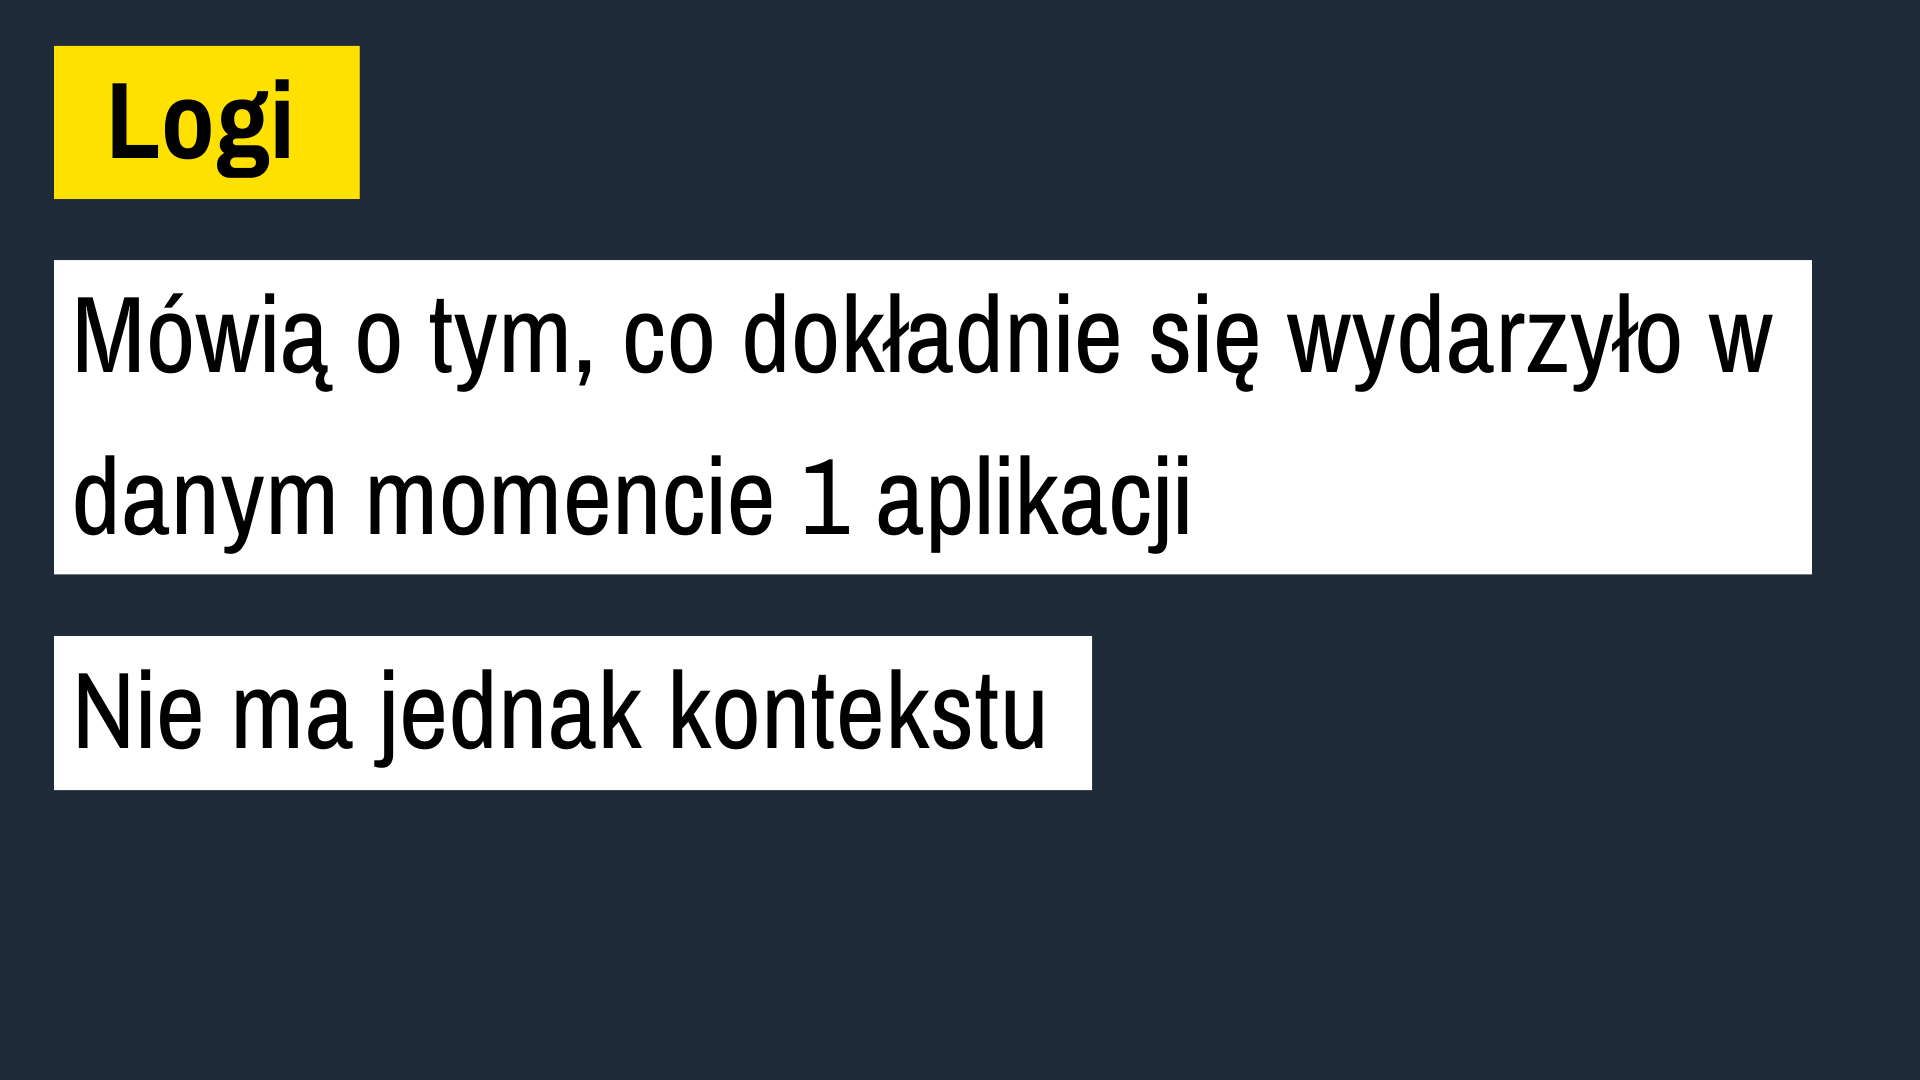 Logi
Mówią o tym, co dokładnie się wydarzyło w
danym momencie 1 aplikacji
Nie ma jednak kontekstu